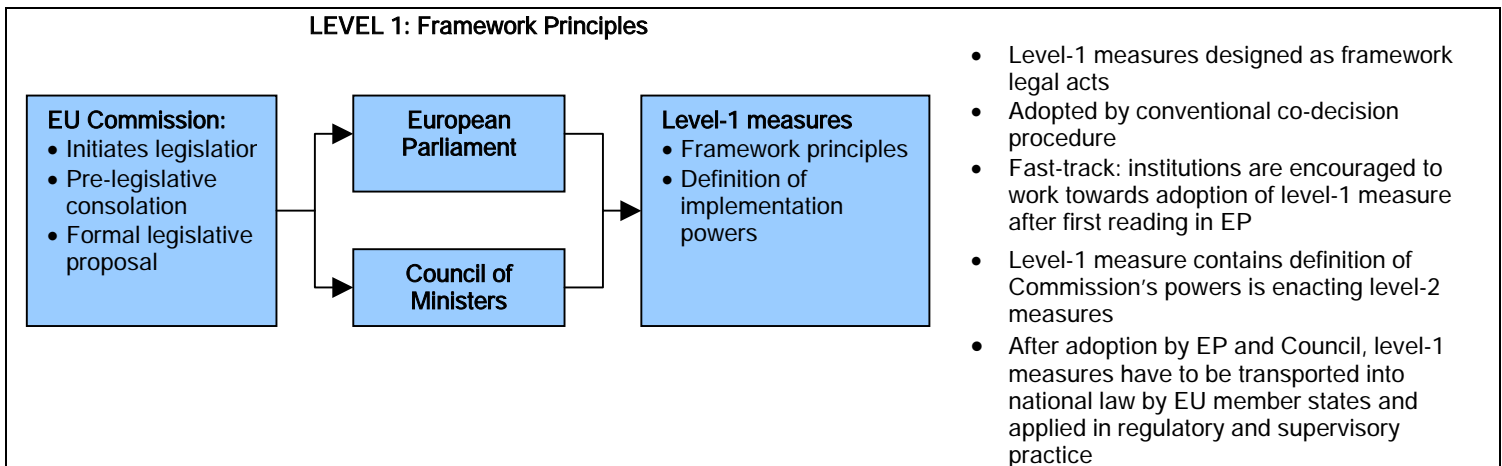 LEVEL 1: Framework Principles
EU Commission:
• Initiates legislatior
• Pre-legislative
consolation
• Formal legislative
proposal
European
Parliament
Council of
Ministers
Level-1 measures
• Framework principles
• Definition of
implementation
powers
• Level-1 measures designed as framework
legal acts
• Adopted by conventional co-decision
procedure
• Fast-track: institutions are encouraged to
work towards adoption of level-1 measure
after first reading in EP
• Level-1 measure contains definition of
Commission's powers is enacting level-2
measures
• After adoption by EP and Council, level-1
measures have to be transported into
national law by EU member states and
applied in regulatory and supervisory
practice